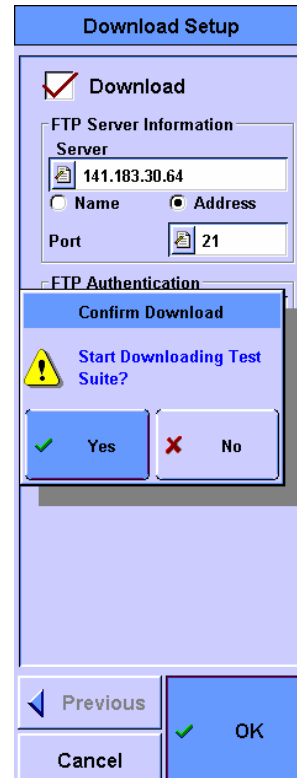 Download Setup
Download
FTP Server Information
Server
141.183.30.64
Name Address
Port 21
FTP Authentication
Confirm Download
Start Downloading Test
Suite?
Yes No
Previous
OK
Cancel